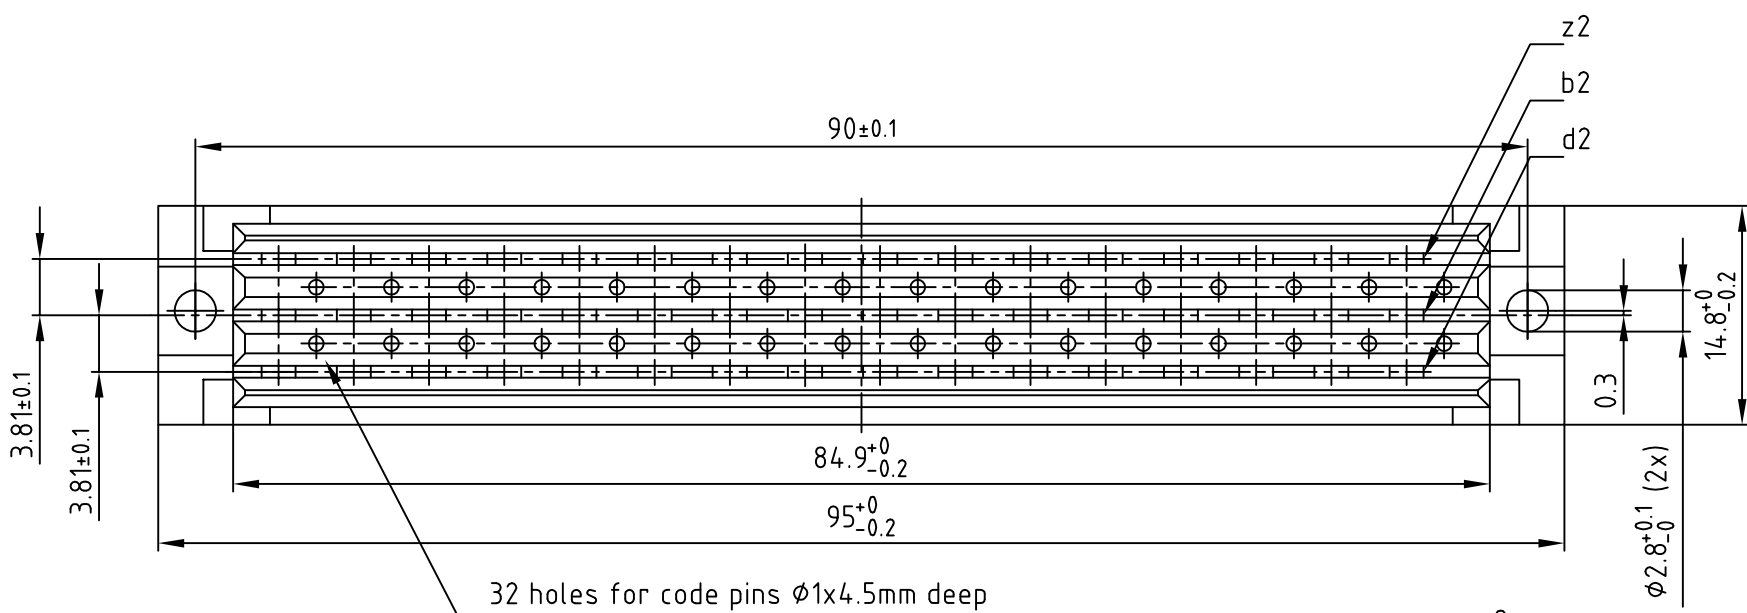 z2
b2
d2
90±0.1
3.81±0.1
3.81±0.1
84.9+0 -0.2
95+0 -0.2
0.3
14.8+0 -0.2
ϕ2.8+0.1 -0 (2x)
32 holes for code pins ϕ1x4.5mm deep